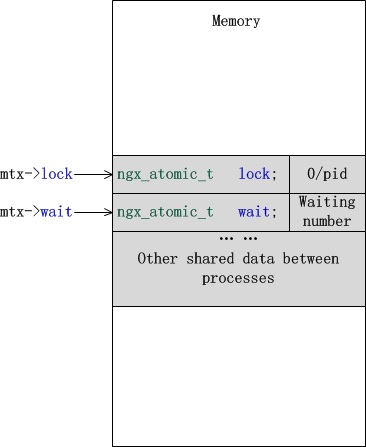 Memory
mtx->lock
ngx_atomic_t lock;
0/pid
mtx->wait
ngx_atomic_t wait;
Waiting
number
… …
Other shared data between
processes